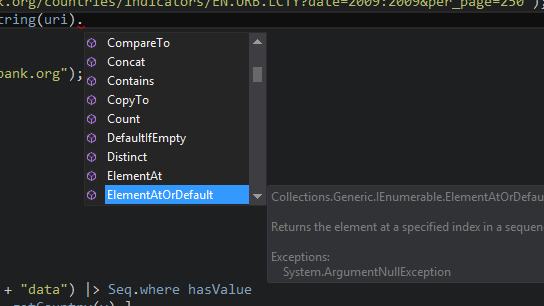 nk.org/countries/indicators/EN.URB.LCTY?date=2009:2009&per_page=250");
tring(uri).
CompareTo
Concat
Contains
bank.org");
CopyTo
Count
DefaultIfEmpty
Distinct
ElementAt
ElementAtOrDefault
Collections.Generic.IEnumerable.ElementAtOrDefau
Returns the element at a specified index in a sequen
Exceptions:
System.ArgumentNullException
+ "data") |> Seq.where hasValue